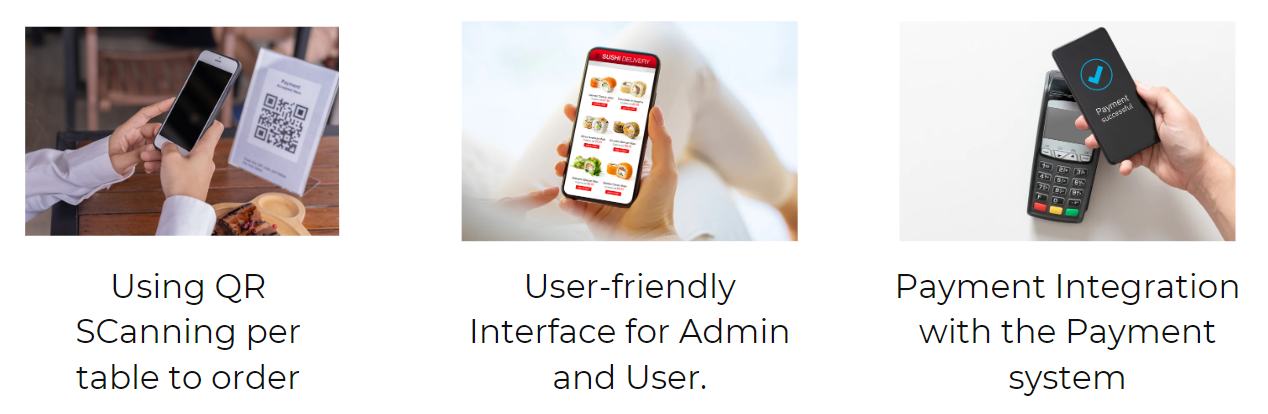 Payment
SUSHI DELIVERY
Payment
successful
Using QR
SCanning per
table to order
User-friendly
Interface for Admin
and User.
Payment Integration
with the Payment
system